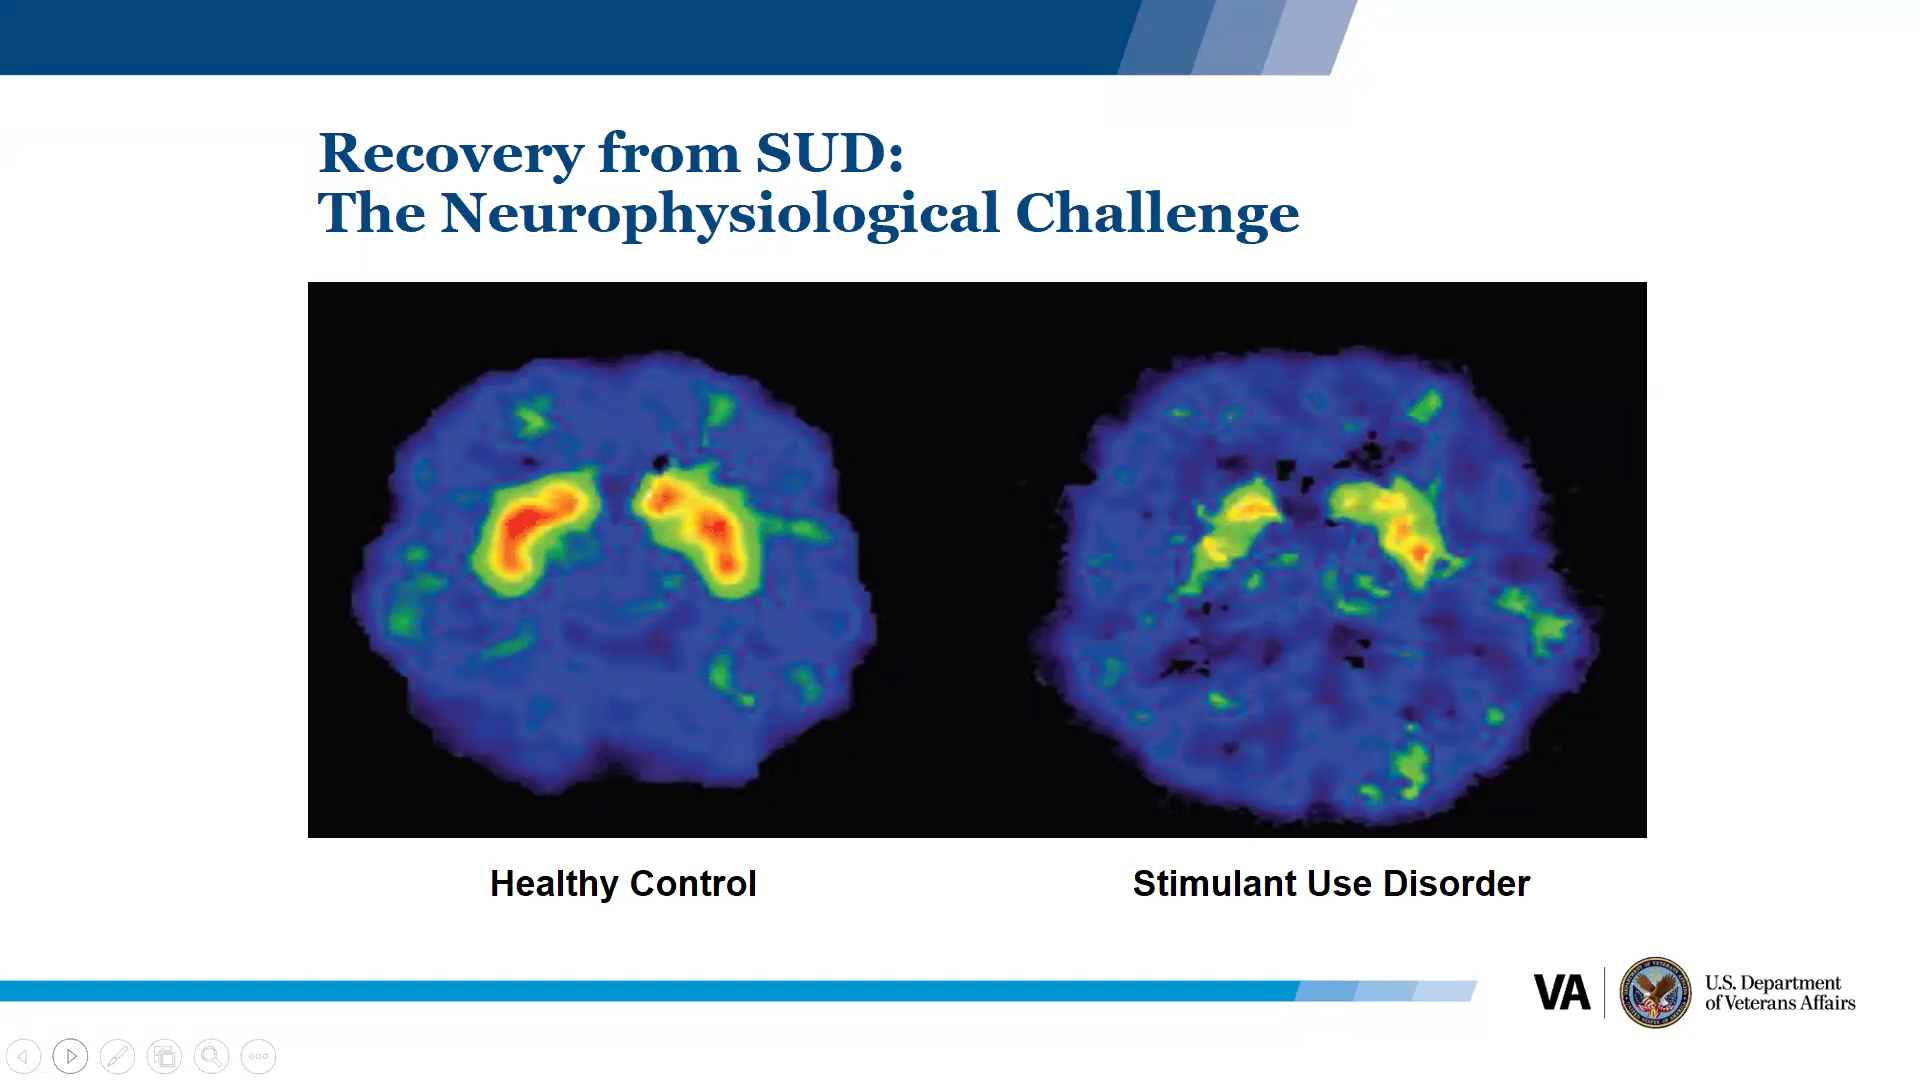 Recovery from SUD:
The Neurophysiological Challenge
Healthy Control
Stimulant Use Disorder
VA
U.S. Department
of Veterans Affairs